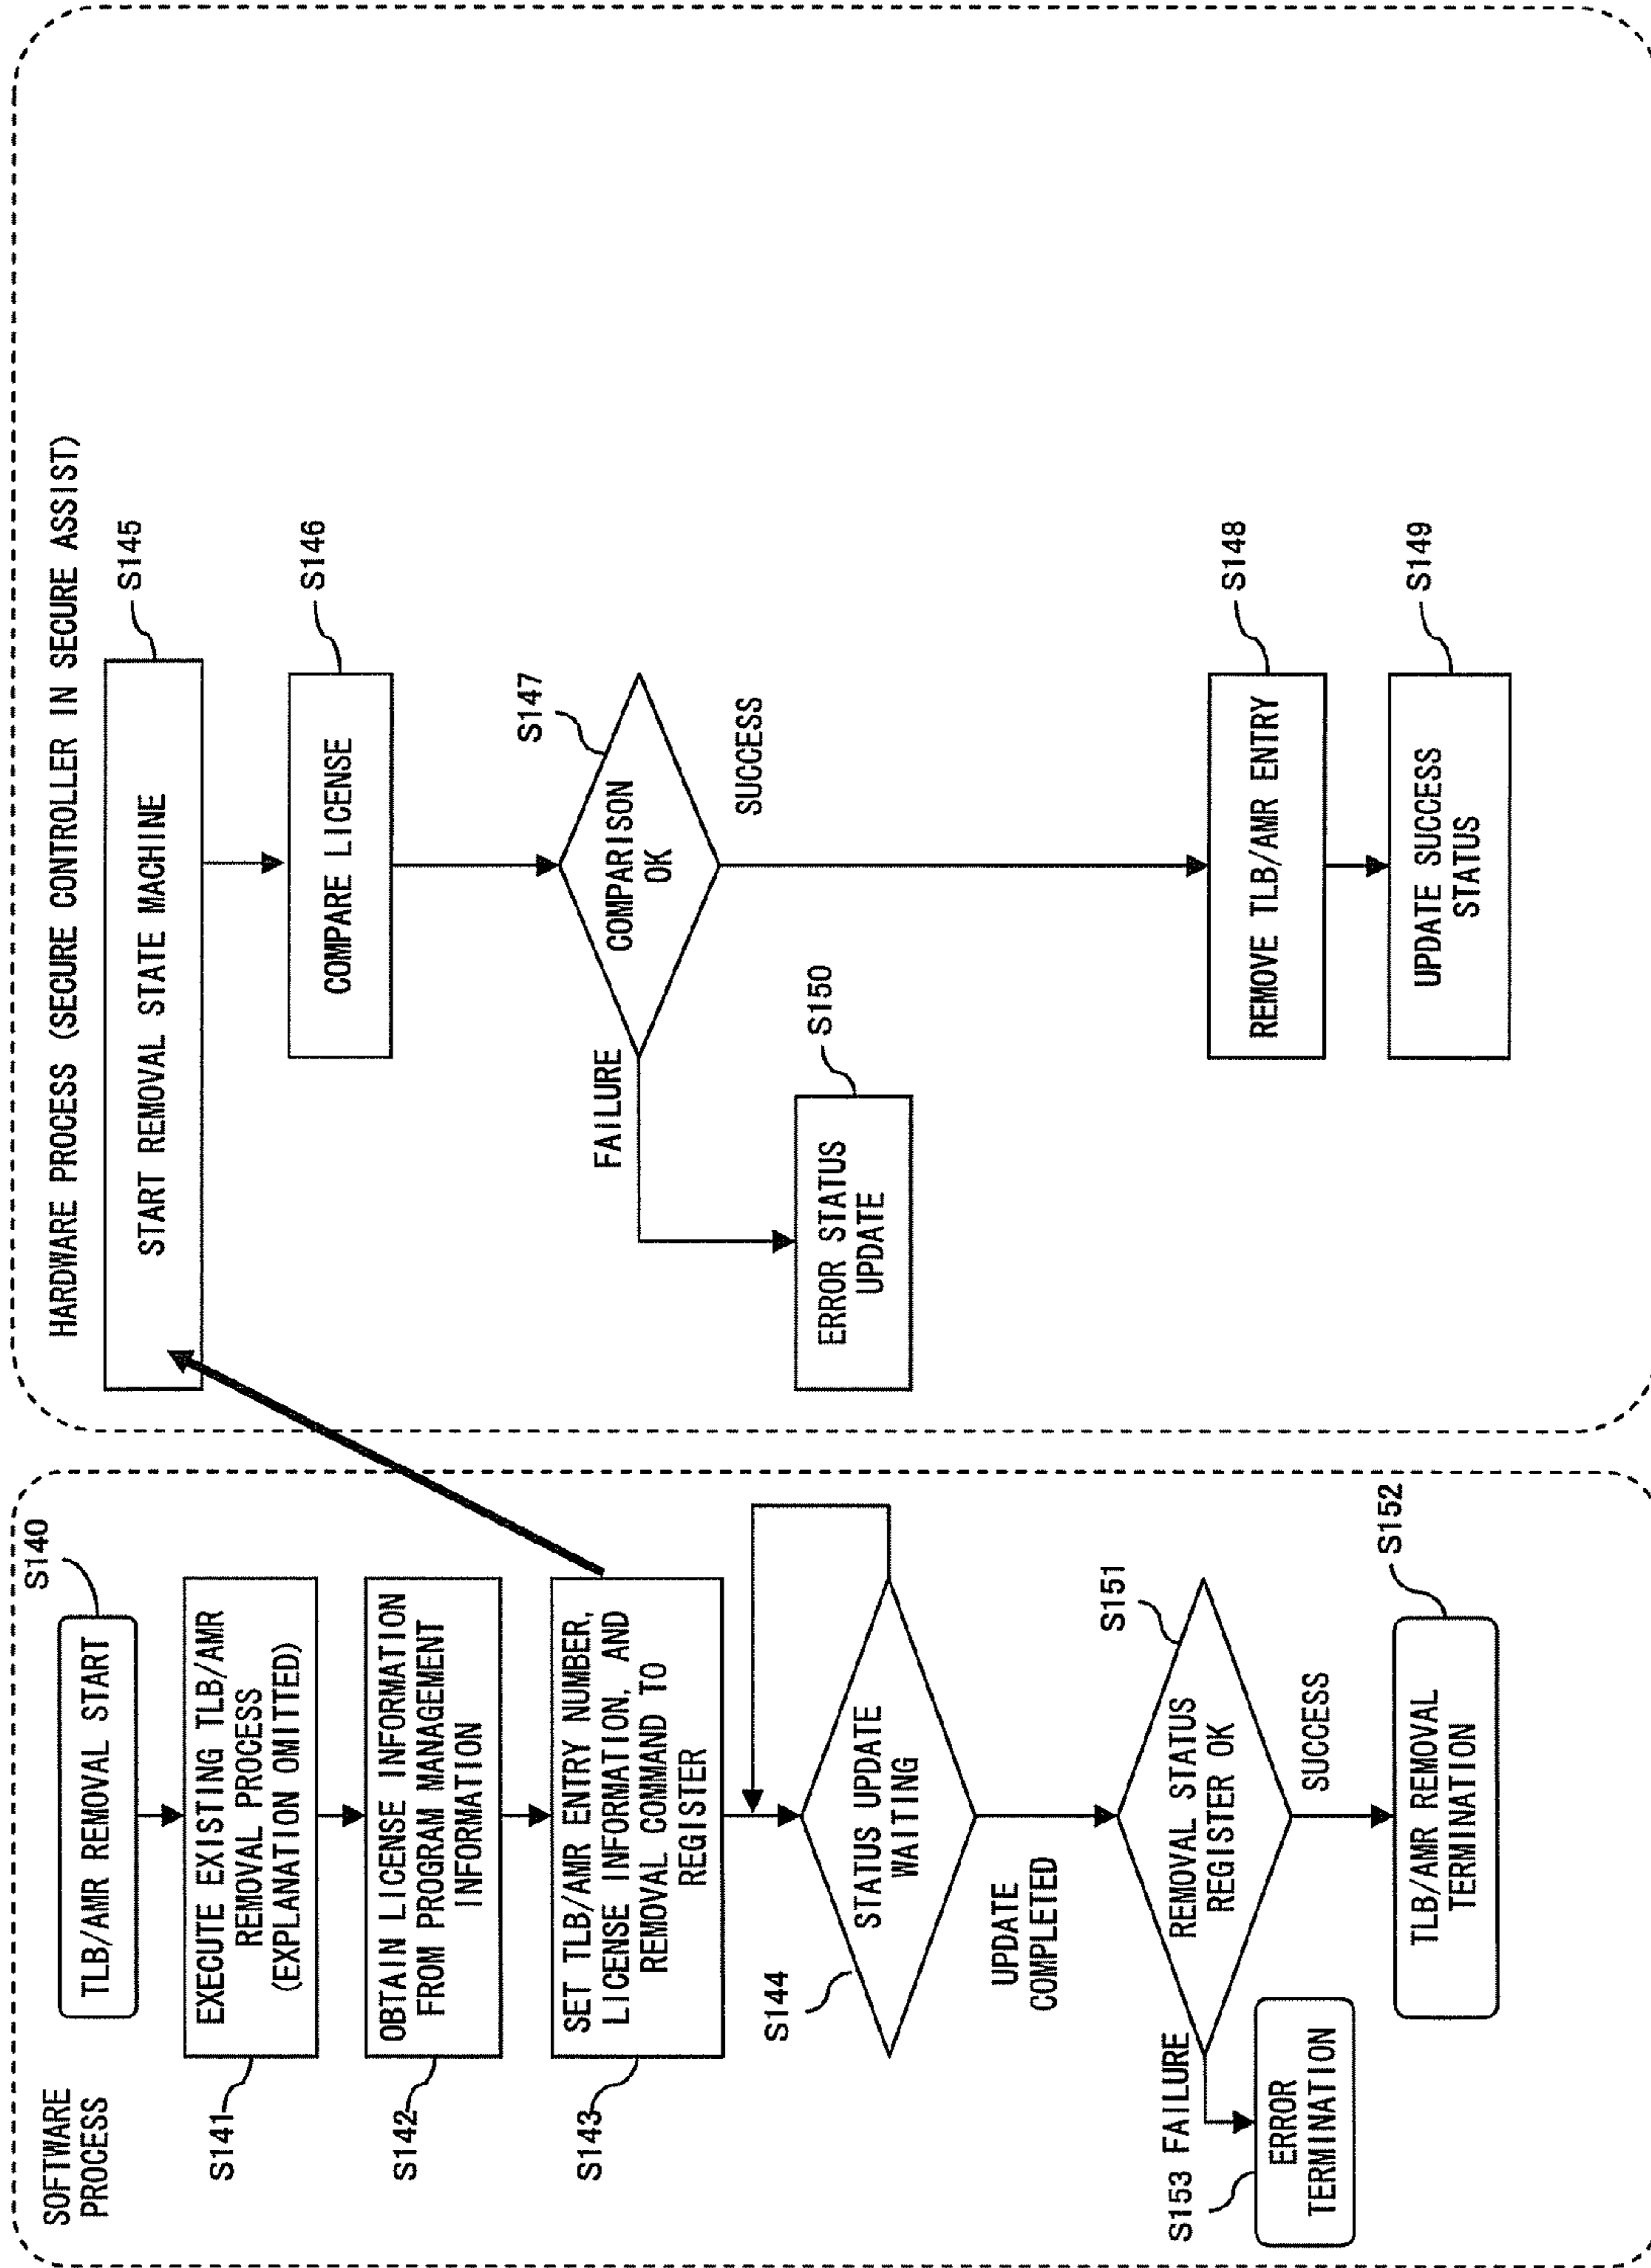 SOFTWARE
PROCESS
S140
TLB/AMR REMOVAL START
S141
EXECUTE EXISTING TLB/AMR
REMOVAL PROCESS
(EXPLANATION OMITTED)
S142
OBTAIN LICENSE INFORMATION
FROM PROGRAM MANAGEMENT
INFORMATION
S143
SET TLB/AMR ENTRY NUMBER,
LICENSE INFORMATION, AND
REMOVAL COMMAND TO
REGISTER
S144
STATUS UPDATE
WAITING
UPDATE
COMPLETED
S151
REMOVAL STATUS
REGISTER OK
S153 FAILURE
SUCCESS
ERROR
TERMINATION
S152
TLB/AMR REMOVAL
TERMINATION
HARDWARE PROCESS (SECURE CONTROLLER IN SECURE ASSIST)
S145
START REMOVAL STATE MACHINE
S146
COMPARE LICENSE
S147
COMPARISON
OK
FAILURE
SUCCESS
S150
ERROR STATUS
UPDATE
S148
REMOVE TLB/AMR ENTRY
S149
UPDATE SUCCESS
STATUS